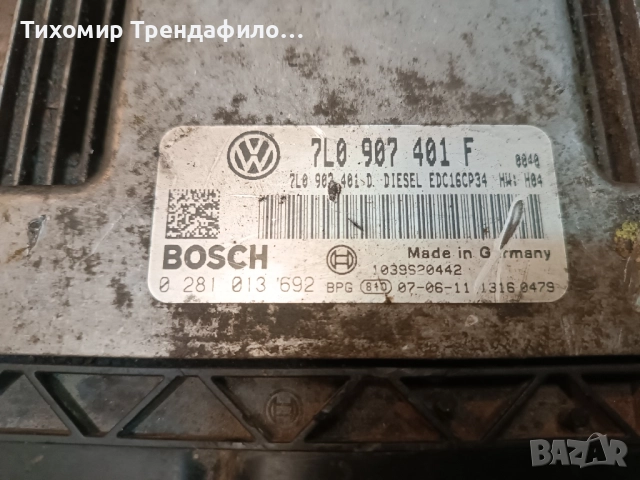 Тихомир Трендафило...
7L0 907 401 F 0040
7L0 907 401 D DIESEL EDC16CP34 HW: H04
BOSCH Made in Germany
1039S20442
0 281 013 692 BPG 07-06-11 1316 0479
BAZAR